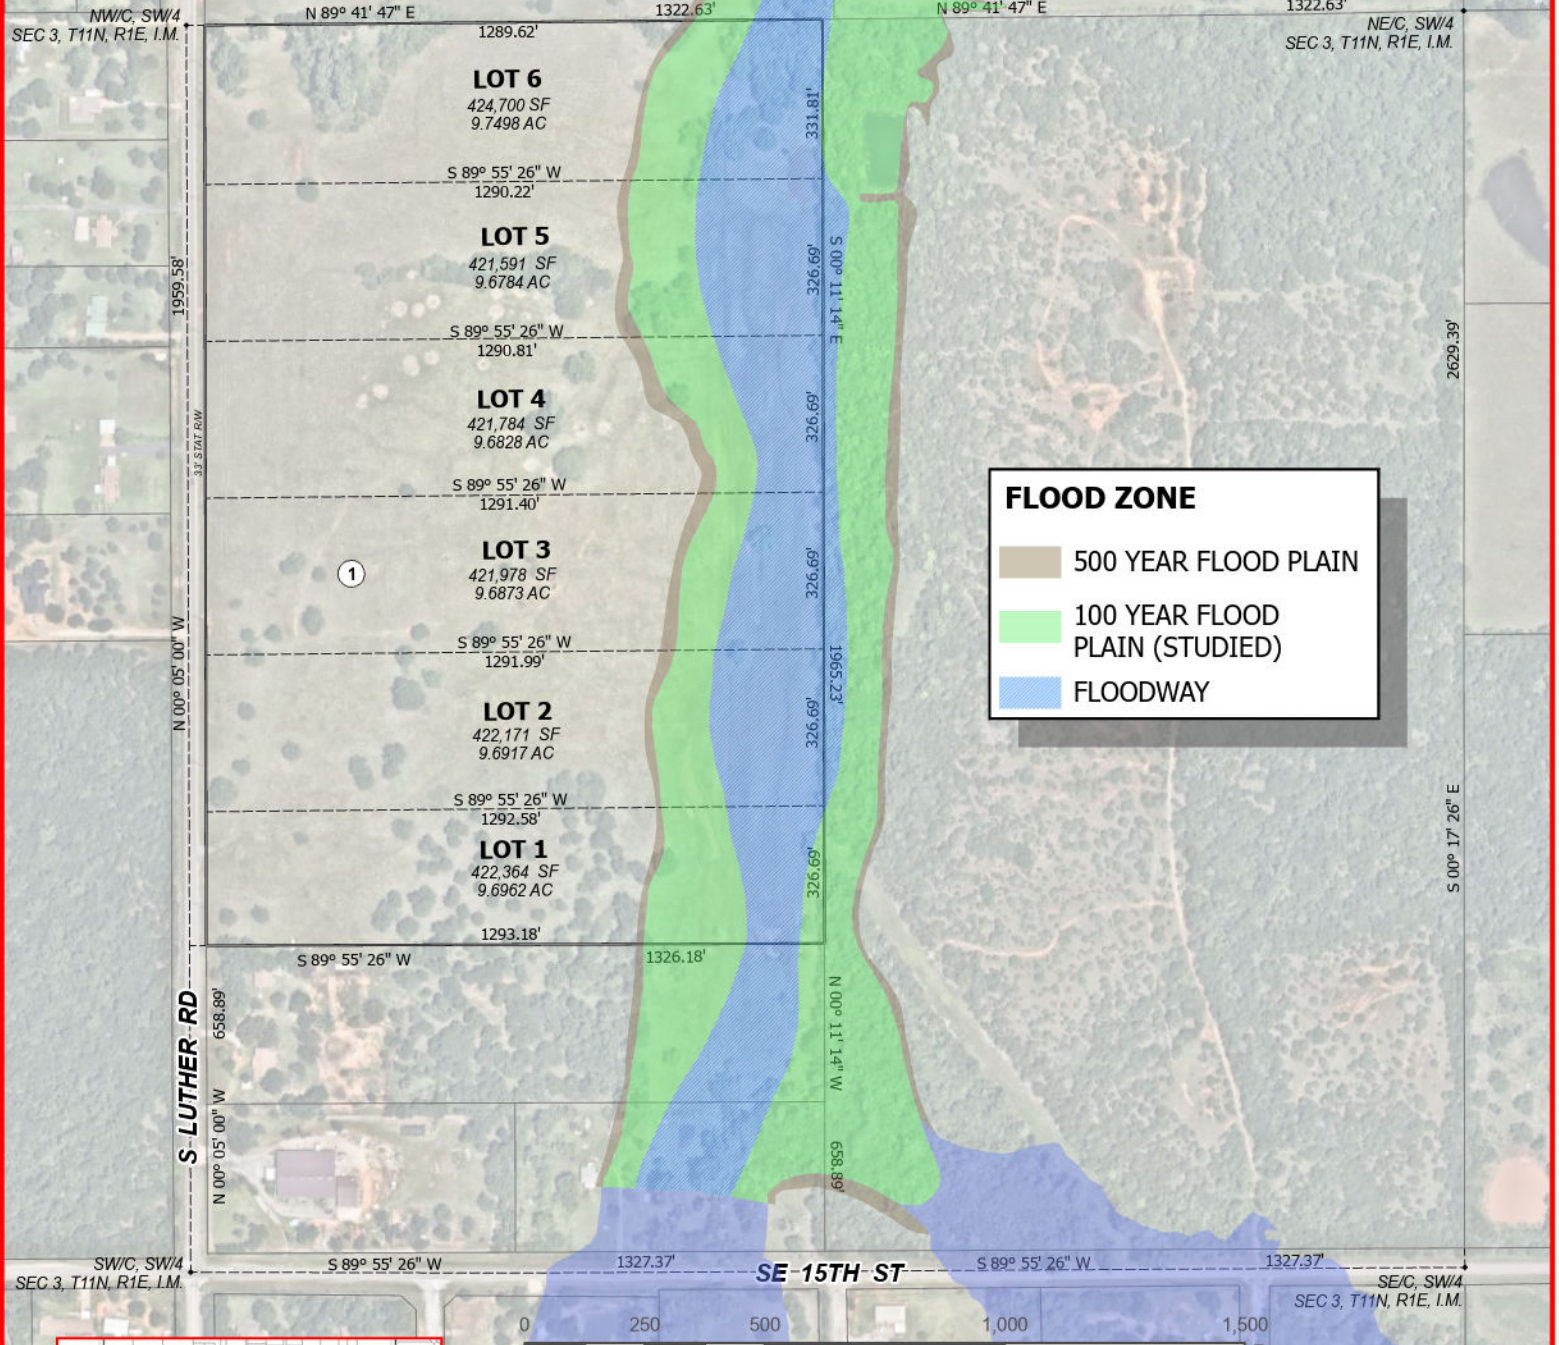 N 89° 41' 47" E
1322.63'
N 89° 41' 47" E
1322.63'
NW/C, SW/4
SEC 3, T11N, R1E, I.M.
NE/C, SW/4
SEC 3, T11N, R1E, I.M.
1289.62'
LOT 6
424,700 SF
9.7498 AC
331.81'
S 89° 55' 26" W
1290.22'
LOT 5
421,591 SF
9.6784 AC
326.69'
S 00° 11' 14" E
1959.58'
S 89° 55' 26" W
1290.81'
2629.39'
LOT 4
421,784 SF
9.6828 AC
326.69'
33' STAT R/W
S 89° 55' 26" W
1291.40'
LOT 3
421,978 SF
9.6873 AC
326.69'
1
FLOOD ZONE
500 YEAR FLOOD PLAIN
100 YEAR FLOOD
PLAIN (STUDIED)
FLOODWAY
S 89° 55' 26" W
1291.99'
N 00° 05' 00" W
1965.23'
LOT 2
422,171 SF
9.6917 AC
326.69'
S 89° 55' 26" W
1292.58'
LOT 1
422,364 SF
9.6962 AC
326.69'
S 00° 17' 26" E
1293.18'
S 89° 55' 26" W
1326.18'
658.89'
N 00° 11' 14" W
S LUTHER RD
N 00° 05' 00" W
658.89'
SW/C, SW/4
SEC 3, T11N, R1E, I.M.
S 89° 55' 26" W
1327.37'
SE 15TH ST
S 89° 55' 26" W
1327.37'
SE/C, SW/4
SEC 3, T11N, R1E, I.M.
0 250 500 1,000 1,500